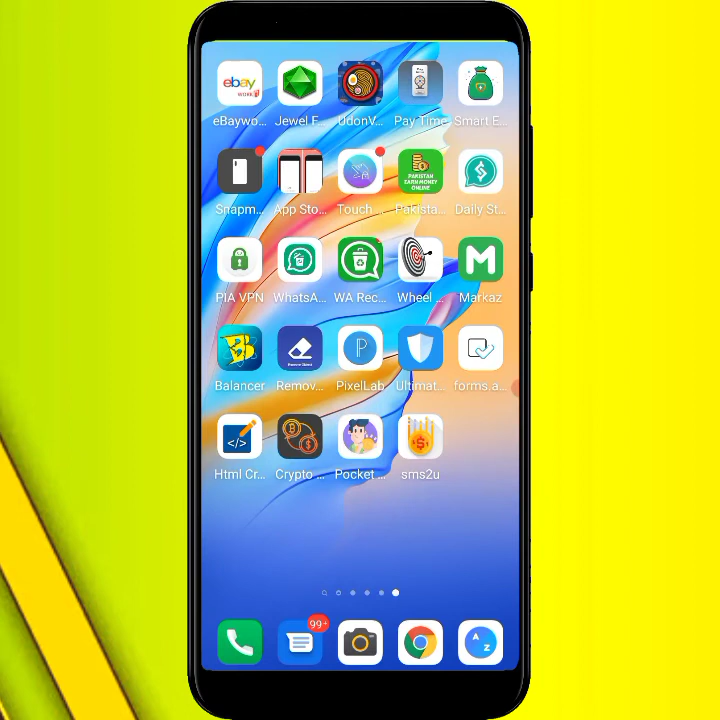 ebay
WORK
eBaywo...
Jewel F...
UdonV...
Pay Time
Smart E...
PAKISTAN
EARN MONEY
ONLINE
Snapm...
App Sto...
Touch ...
Pakista...
Daily St...
PIA VPN
WhatsA...
WA Rec...
Wheel ...
M
Markaz
B
P
Balancer
Remov...
PixelLab
Ultimat...
forms a...
</>
Html Cr...
Crypto ...
Pocket ...
sms2u
99+
A
z